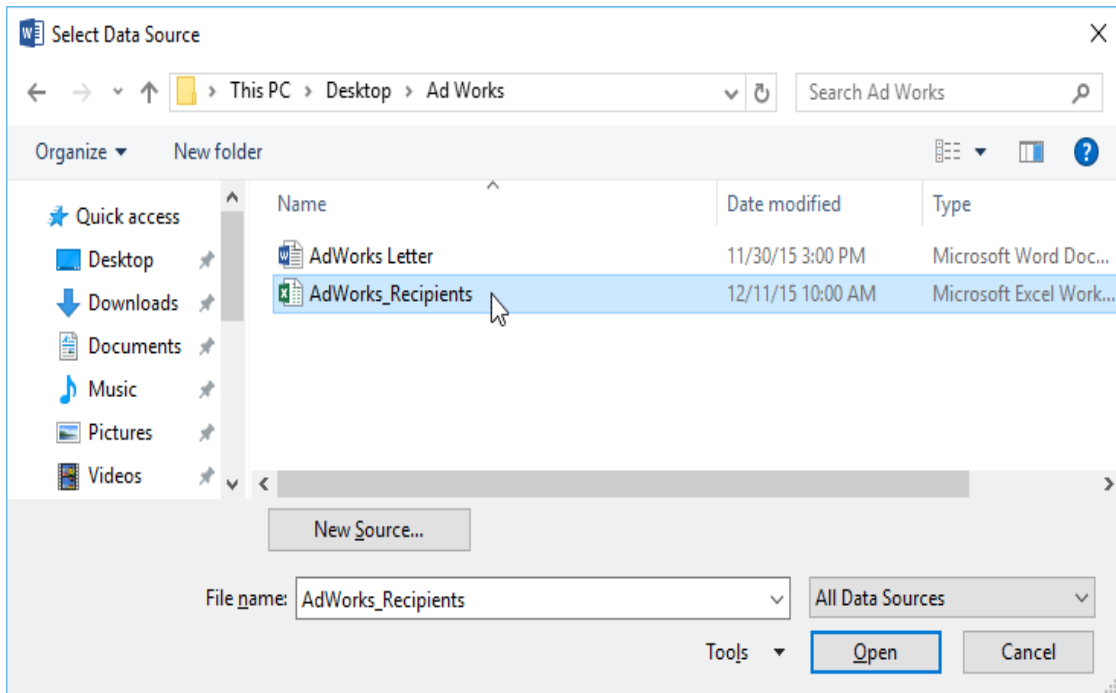 Select Data Source
This PC > Desktop > Ad Works
Search Ad Works
Organize
New folder
Name Date modified Type
Quick access
Desktop
Downloads
Documents
Music
Pictures
Videos
AdWorks Letter 11/30/15 3:00 PM Microsoft Word Doc...
AdWorks_Recipients 12/11/15 10:00 AM Microsoft Excel Work...
New Source...
File name: AdWorks_Recipients All Data Sources
Tools Open Cancel